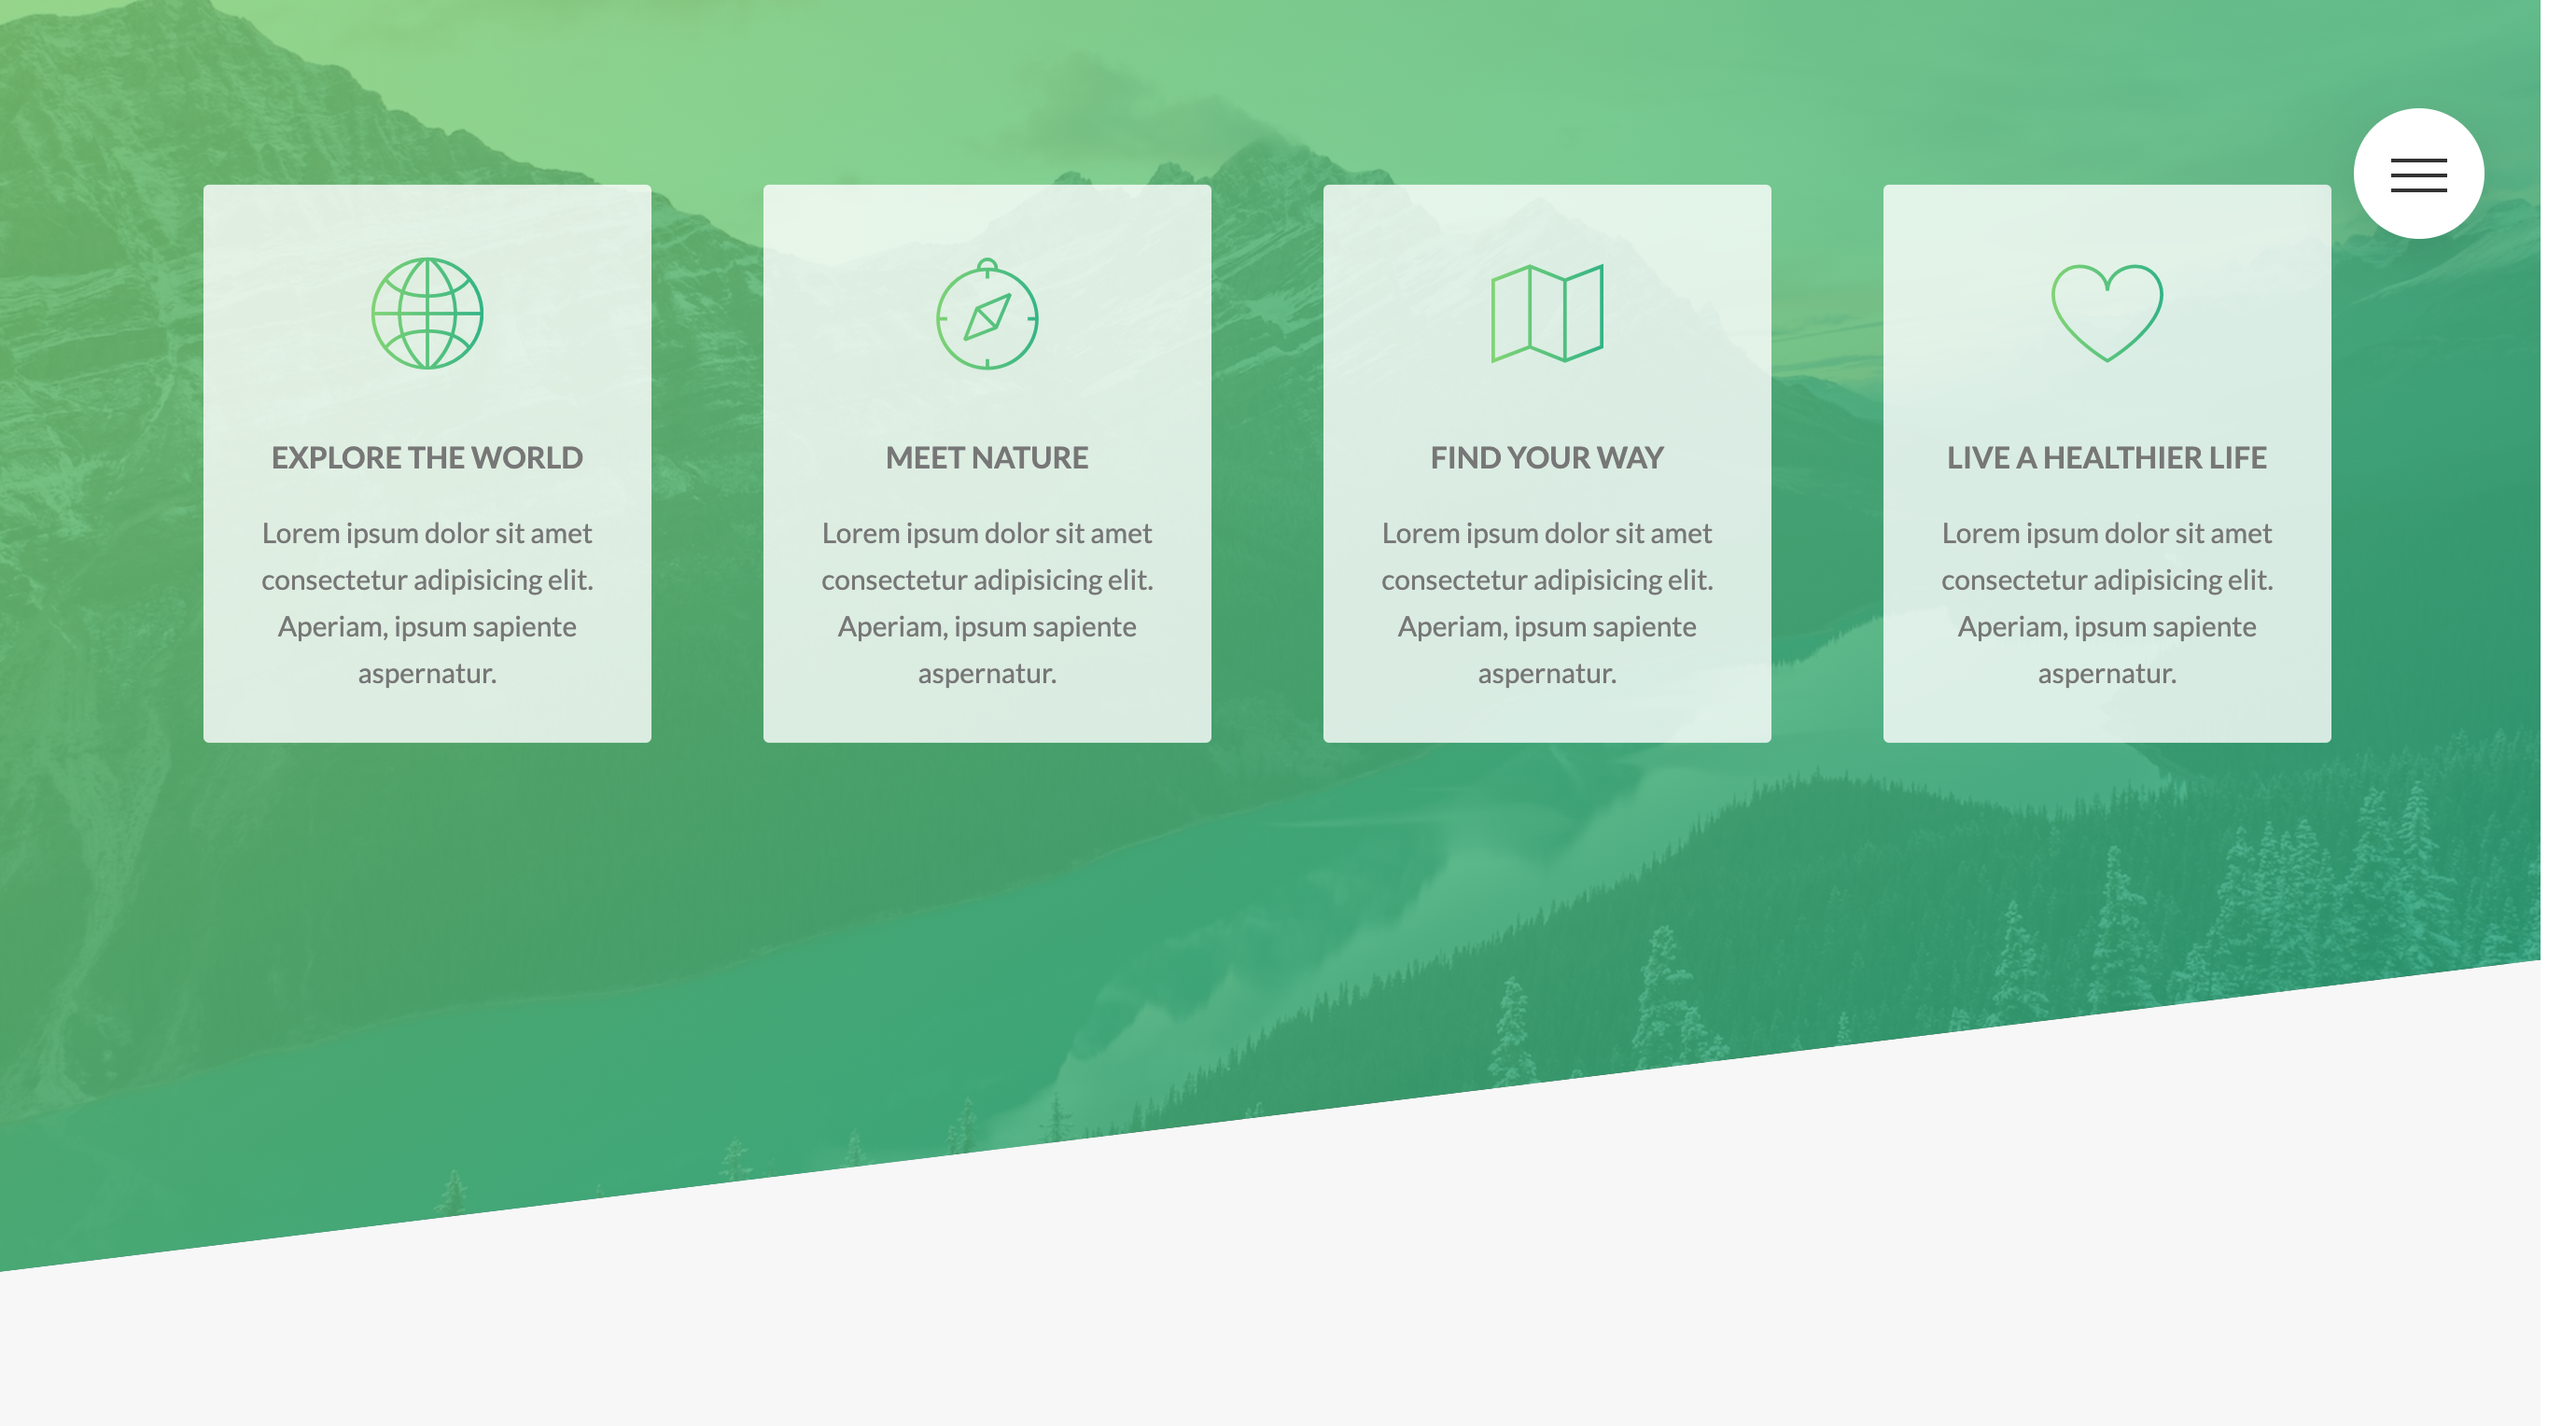 EXPLORE THE WORLD
Lorem ipsum dolor sit amet
consectetur adipisicing elit.
Aperiam, ipsum sapiente
aspernatur.
MEET NATURE
Lorem ipsum dolor sit amet
consectetur adipisicing elit.
Aperiam, ipsum sapiente
aspernatur.
FIND YOUR WAY
Lorem ipsum dolor sit amet
consectetur adipisicing elit.
Aperiam, ipsum sapiente
aspernatur.
LIVE A HEALTHIER LIFE
Lorem ipsum dolor sit amet
consectetur adipisicing elit.
Aperiam, ipsum sapiente
aspernatur.